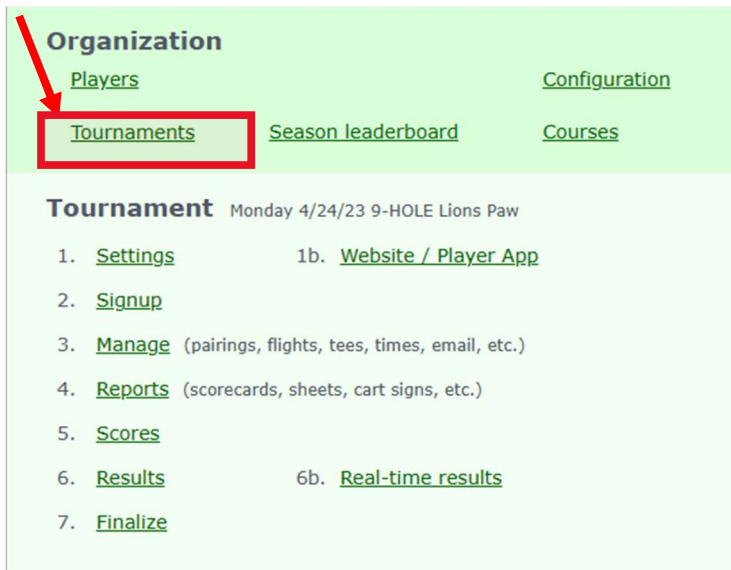 Organization
Players Configuration
Tournaments Season leaderboard Courses
Tournament Monday 4/24/23 9-HOLE Lions Paw
1. Settings 1b. Website / Player App
2. Signup
3. Manage (pairings, flights, tees, times, email, etc.)
4. Reports (scorecards, sheets, cart signs, etc.)
5. Scores
6. Results 6b. Real-time results
7. Finalize